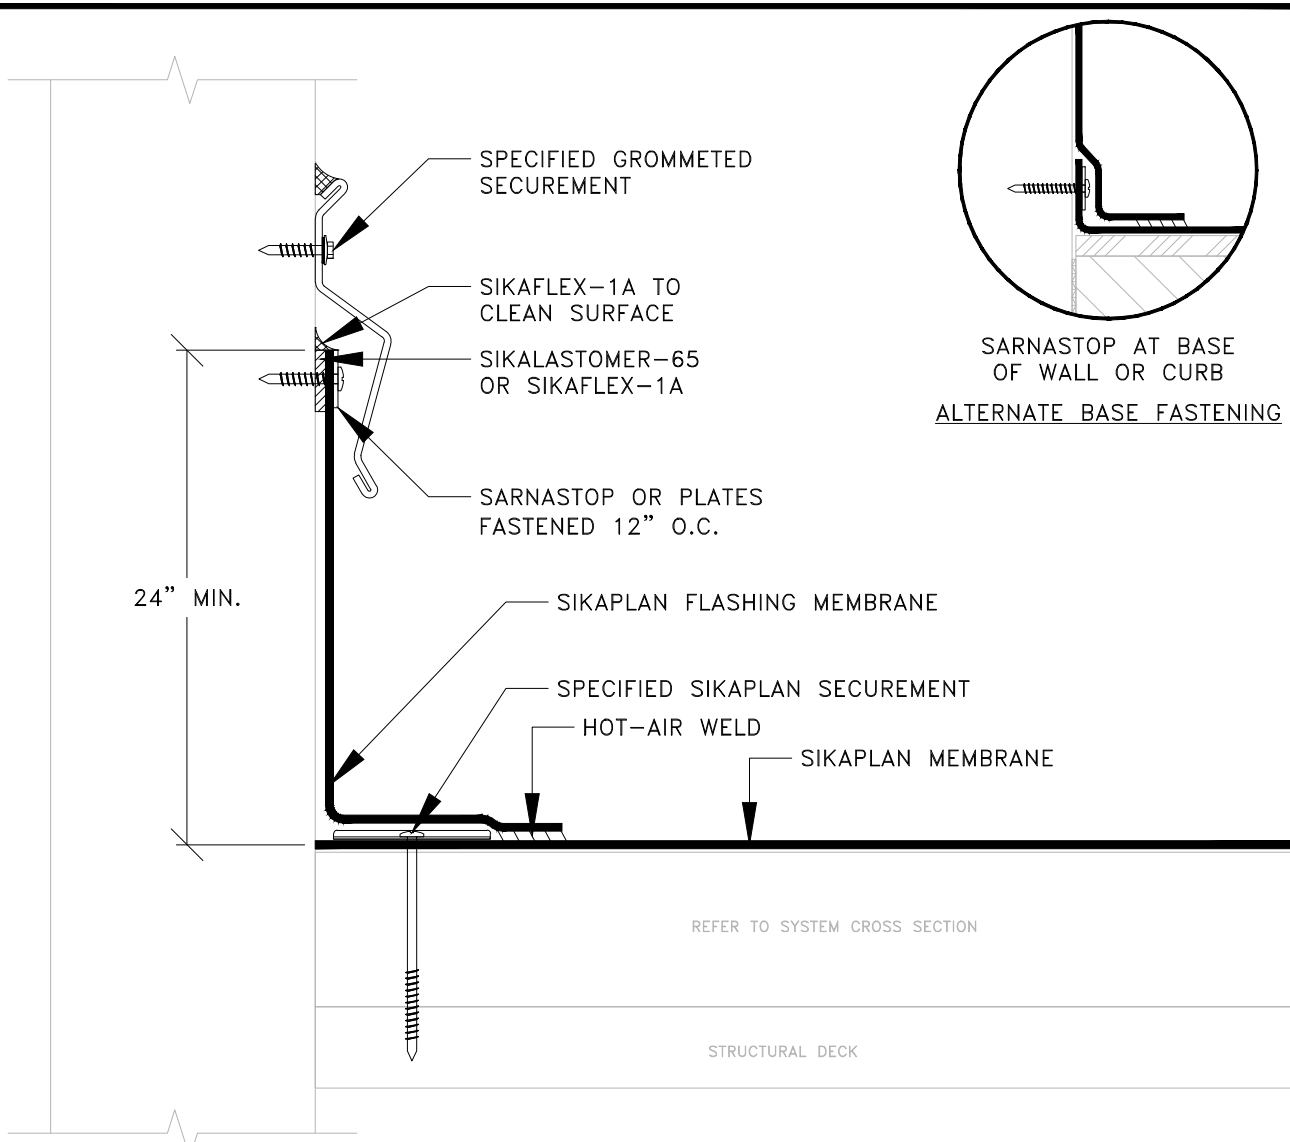 SPECIFIED GROMMETED
SECUREMENT
SIKAFLEX-1A TO
CLEAN SURFACE
SIKALASTOMER-65
OR SIKAFLEX-1A
SARNASTOP OR PLATES
FASTENED 12" O.C.
24" MIN.
SIKAPLAN FLASHING MEMBRANE
SPECIFIED SIKAPLAN SECUREMENT
HOT-AIR WELD
SIKAPLAN MEMBRANE
REFER TO SYSTEM CROSS SECTION
STRUCTURAL DECK
SARNASTOP AT BASE
OF WALL OR CURB
ALTERNATE BASE FASTENING